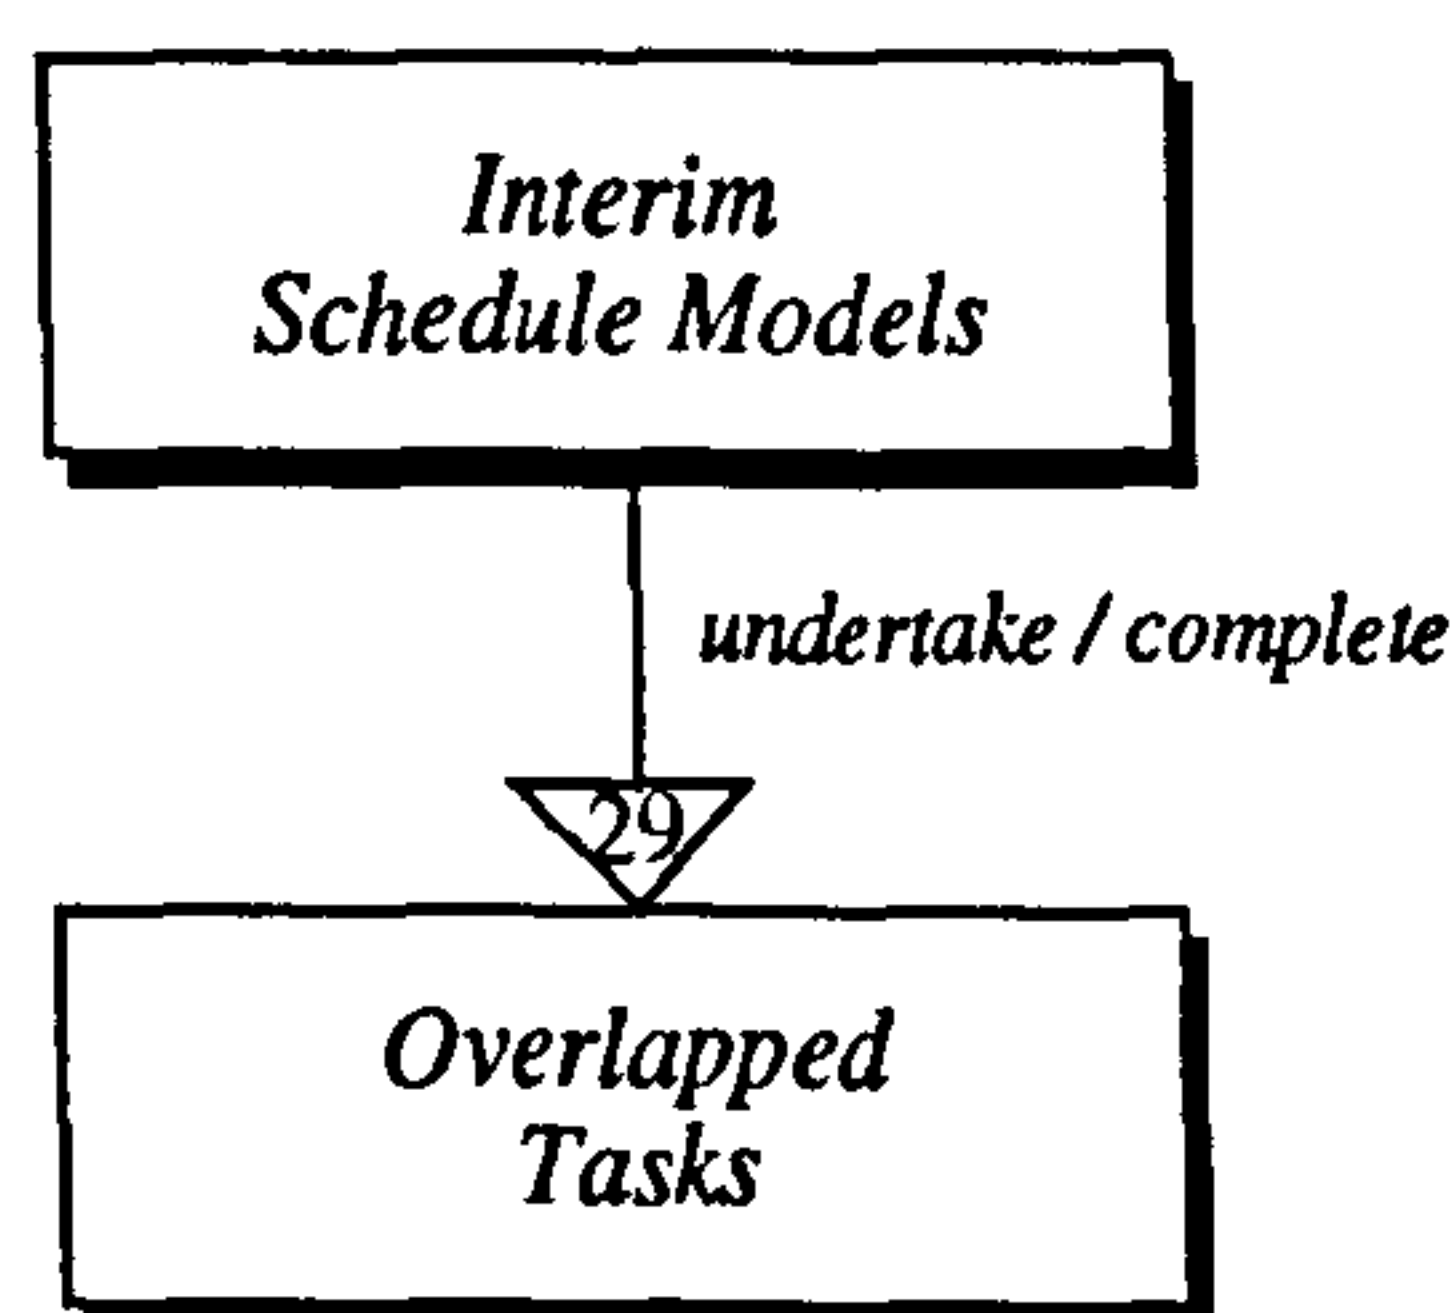 Interim
Schedule Models
undertake / complete
29
Overlapped
Tasks